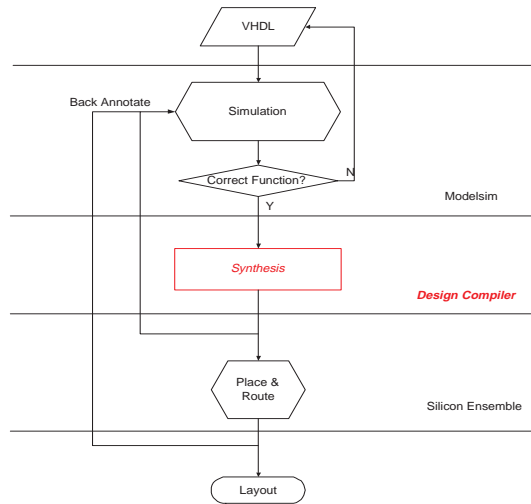 VHDL
Back Annotate
Simulation
Correct Function?
N
Y
Modelsim
Synthesis
Design Compiler
Place &
Route
Silicon Ensemble
Layout